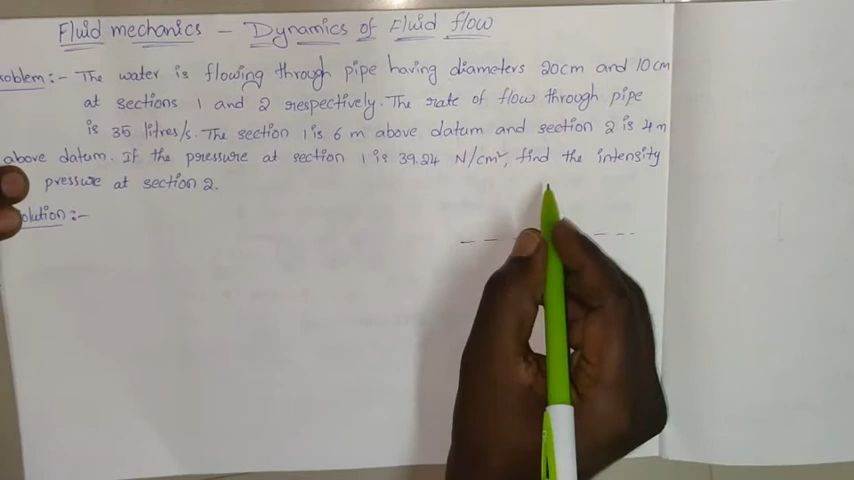 Fluid mechanics - Dynamics of Fluid flow
roblem:- The water is flowing through pipe having diameters 20cm and 10cm
at sections 1 and 2 respectively. The rate of flow through pipe
is 35 litres/s. The section 1 is 6 m above datum and section 2 is 4 m
above datum. If the pressure at section 1 is 39.24 N/cm², find the intensity
pressure at section 2.
olution:-